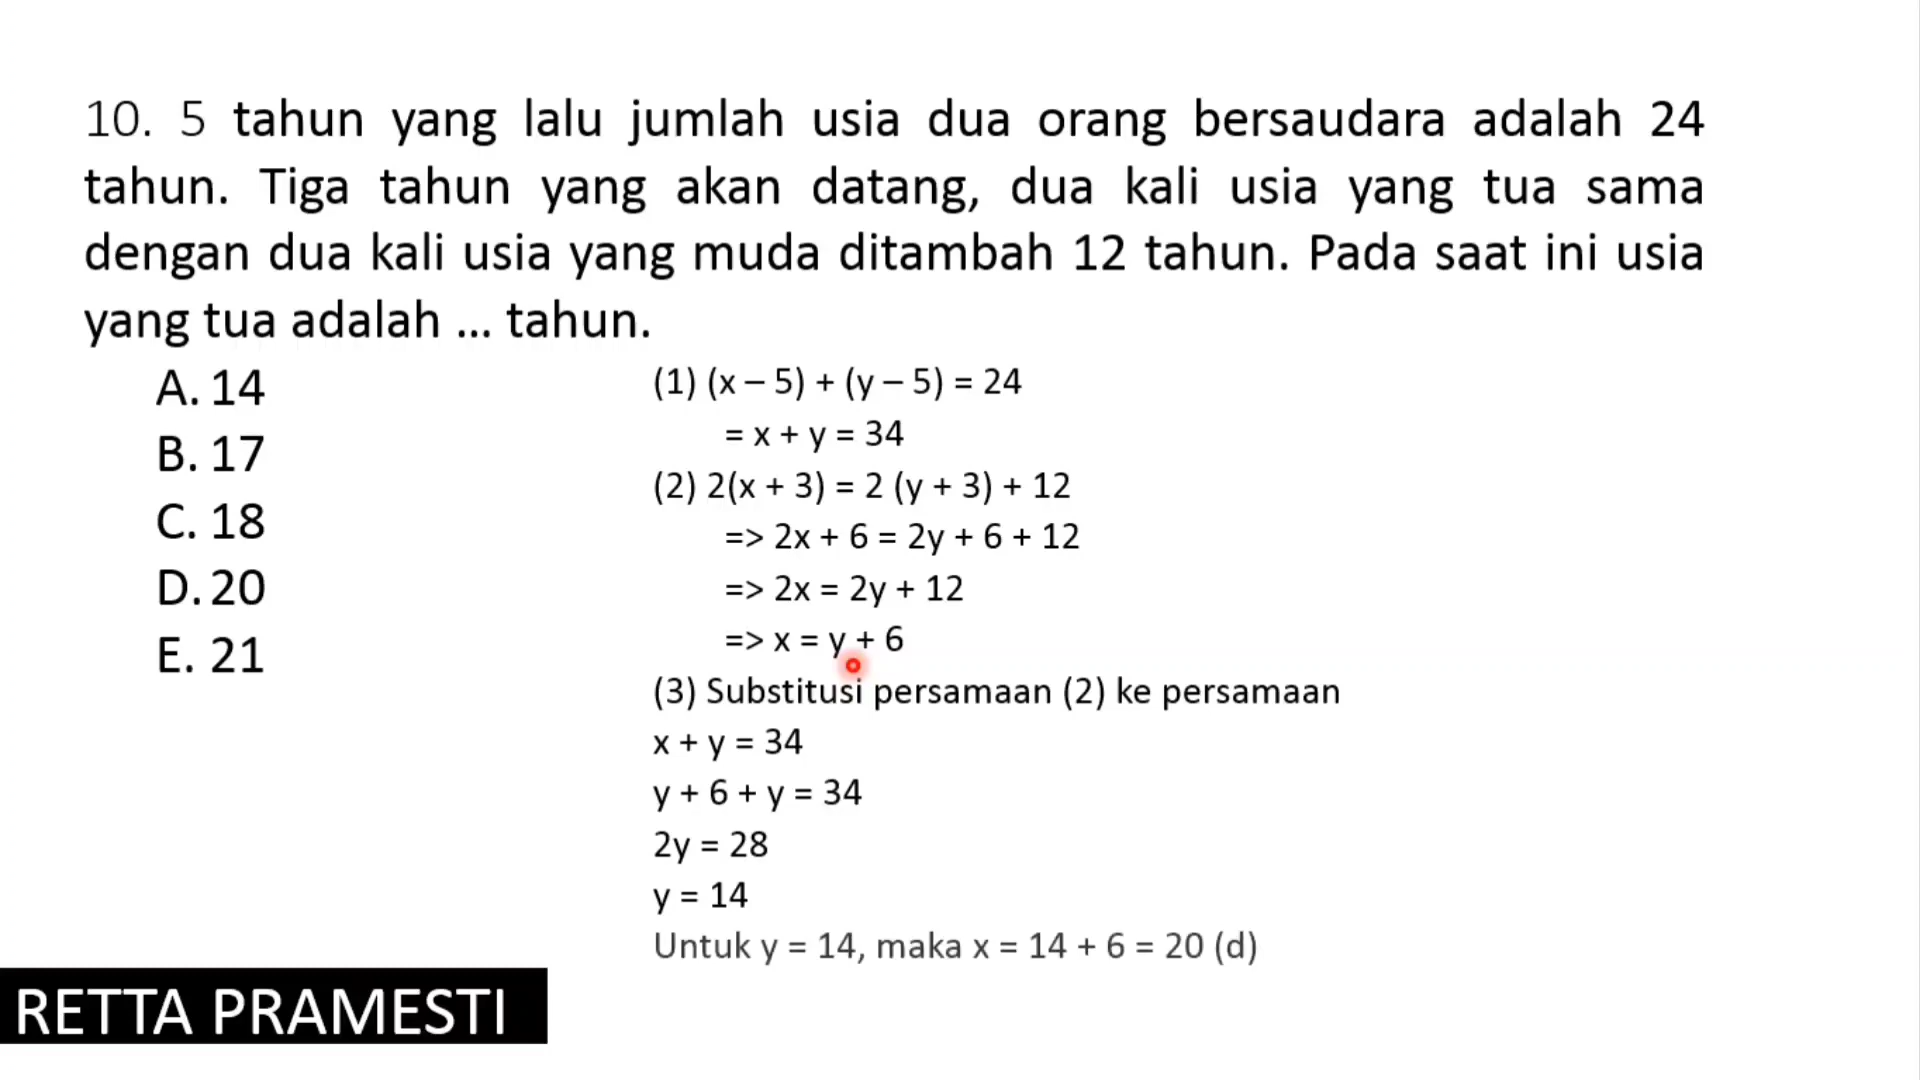 10. 5 tahun yang lalu jumlah usia dua orang bersaudara adalah 24
tahun. Tiga tahun yang akan datang, dua kali usia yang tua sama
dengan dua kali usia yang muda ditambah 12 tahun. Pada saat ini usia
yang tua adalah ... tahun.
A. 14
B. 17
C. 18
D. 20
E. 21
(1) (x – 5) + (y – 5) = 24
= x + y = 34
(2) 2(x + 3) = 2 (y + 3) + 12
=> 2x + 6 = 2y + 6 + 12
=> 2x = 2y + 12
=> x = y + 6
(3) Substitusi persamaan (2) ke persamaan
x + y = 34
y + 6 + y = 34
2y = 28
y = 14
Untuk y = 14, maka x = 14 + 6 = 20 (d)
RETTA PRAMESTI